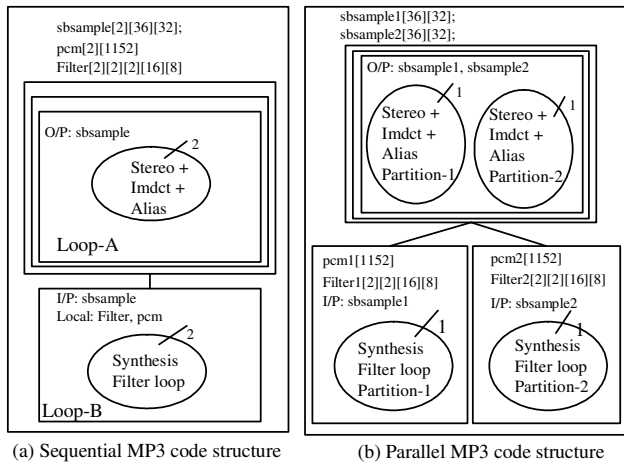 sbsample[2][36][32];
pcm[2][1152]
Filter[2][2][2][16][8]
O/P: sbsample
2
Stereo +
Imdct +
Alias
Loop-A
I/P: sbsample
Local: Filter, pcm
2
Synthesis
Filter loop
Loop-B
(a) Sequential MP3 code structure
sbsample1[36][32];
sbsample2[36][32];
O/P: sbsample1, sbsample2
1
Stereo +
Imdct +
Alias
Partition-1
1
Stereo +
Imdct +
Alias
Partition-2
pcm1[1152]
Filter1[2][2][16][8]
I/P: sbsample1
1
Synthesis
Filter loop
Partition-1
pcm2[1152]
Filter2[2][2][16][8]
I/P: sbsample2
1
Synthesis
Filter loop
Partition-2
(b) Parallel MP3 code structure